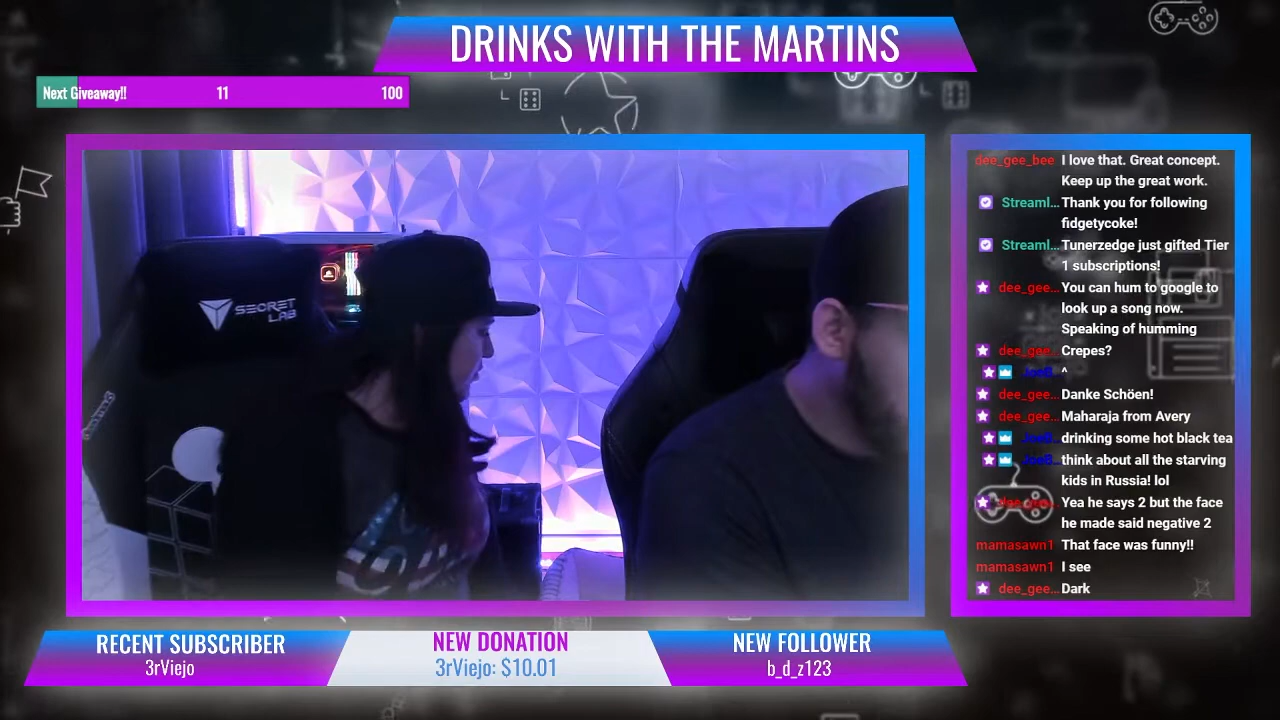 DRINKS WITH THE MARTINS
Next Giveaway!! 11 100
SECRET
LAB
dee_gee_bee I love that. Great concept.
Keep up the great work.
Streaml... Thank you for following
fidgetycoke!
Streaml... Tunerzedge just gifted Tier
1 subscriptions!
dee_gee... You can hum to google to
look up a song now.
Speaking of humming
dee_gee... Crepes?
JoeB... ^
dee_gee... Danke Schöen!
dee_gee... Maharaja from Avery
JoeB... drinking some hot black tea
JoeB... think about all the starving
kids in Russia! lol
dee_gee... Yea he says 2 but the face
he made said negative 2
mamasawn1 That face was funny!!
mamasawn1 I see
dee_gee... Dark
RECENT SUBSCRIBER
3rViejo
NEW DONATION
3rViejo: $10.01
NEW FOLLOWER
b_d_z123